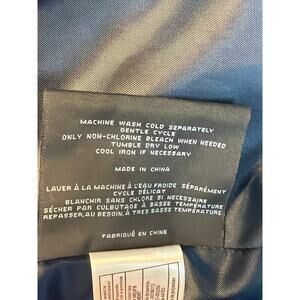 MACHINE WASH COLD SEPARATELY
GENTLE CYCLE
ONLY NON-CHLORINE BLEACH WHEN NEEDED
TUMBLE DRY LOW
COOL IRON IF NECESSARY
MADE IN CHINA
LAVER À LA MACHINE À L'EAU FROIDE SÉPARÉMENT
CYCLE DÉLICAT
BLANCHIR SANS CHLORE SI NECESSAIRE
SÉCHER PAR CULBUTAGE À BASSE TEMPÉRATURE
REPASSER, AU BESOIN, À TRES BASSE TEMPÉRATURE
FABRIQUÉ EN CHINE